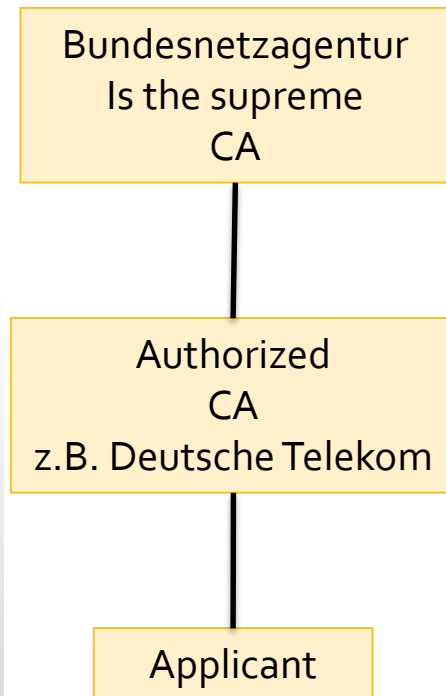 Bundesnetzagentur
Is the supreme
CA
Authorized
CA
z.B. Deutsche Telekom
Applicant